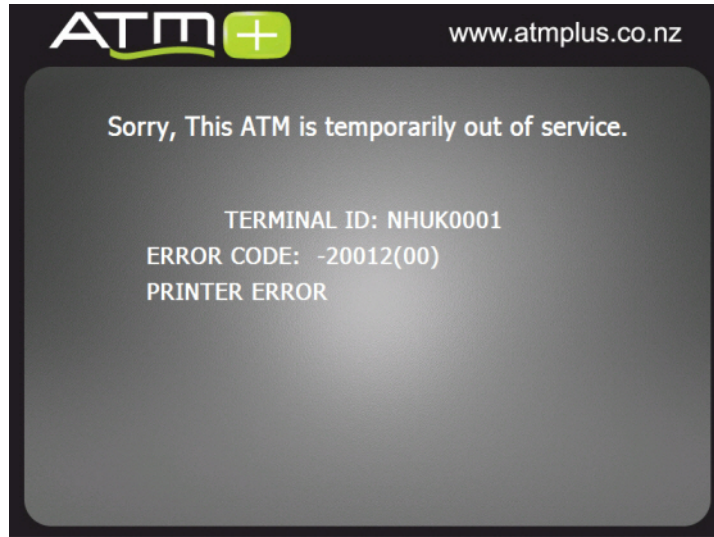 ATM+
www.atmplus.co.nz
Sorry, This ATM is temporarily out of service.
TERMINAL ID: NHUK0001
ERROR CODE: -20012(00)
PRINTER ERROR